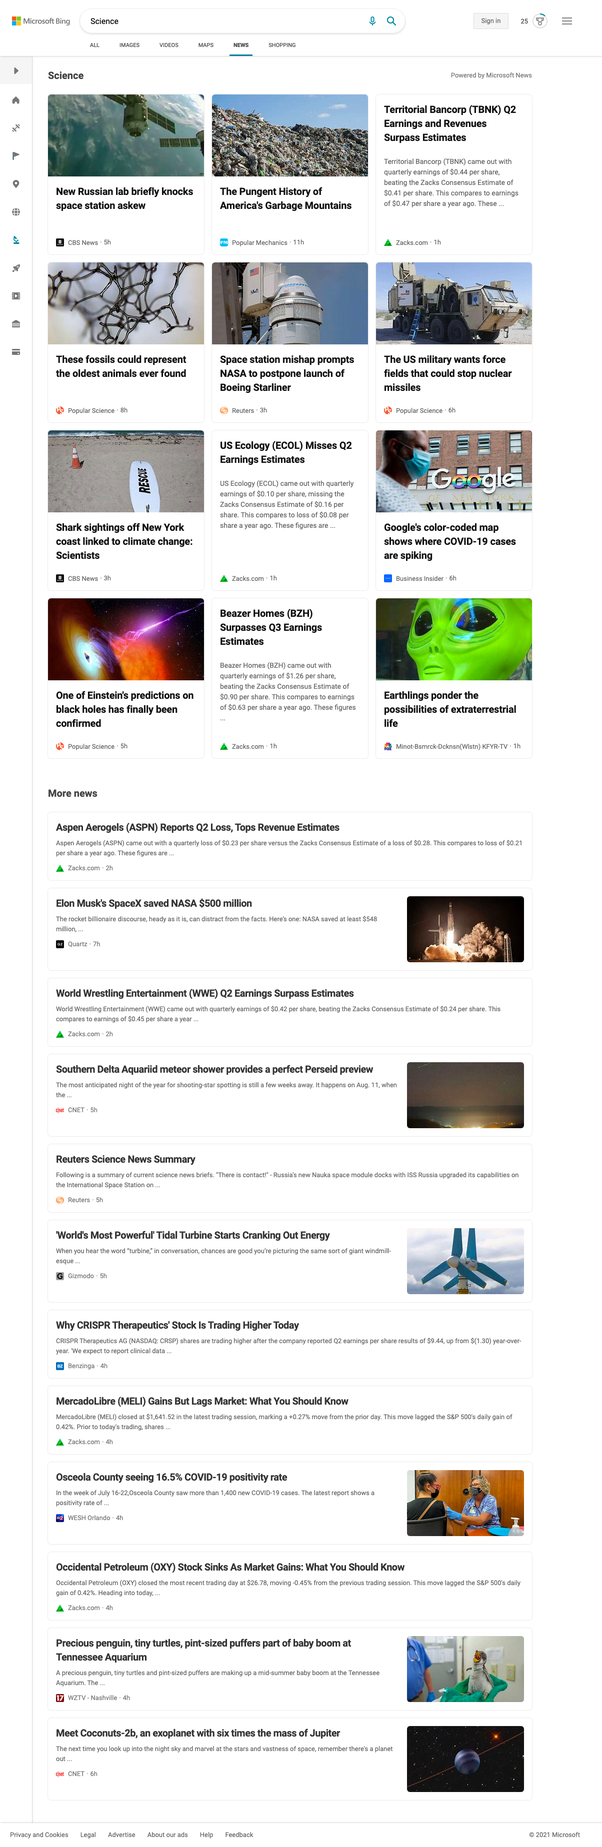 Microsoft Bing
Science
Sign in
25
ALL IMAGES VIDEOS MAPS NEWS SHOPPING
Science
Powered by Microsoft News
New Russian lab briefly knocks
space station askew
CBS News · 5h
The Pungent History of
America's Garbage Mountains
Popular Mechanics · 11h
Territorial Bancorp (TBNK) Q2
Earnings and Revenues
Surpass Estimates
Territorial Bancorp (TBNK) came out with
quarterly earnings of $0.44 per share,
beating the Zacks Consensus Estimate of
$0.41 per share. This compares to earnings
of $0.47 per share a year ago. These ...
Zacks.com · 1h
These fossils could represent
the oldest animals ever found
Popular Science · 8h
Space station mishap prompts
NASA to postpone launch of
Boeing Starliner
Reuters · 3h
The US military wants force
fields that could stop nuclear
missiles
Popular Science · 6h
RESCUE
Shark sightings off New York
coast linked to climate change:
Scientists
CBS News · 3h
US Ecology (ECOL) Misses Q2
Earnings Estimates
US Ecology (ECOL) came out with quarterly
earnings of $0.10 per share, missing the
Zacks Consensus Estimate of $0.16 per
share. This compares to loss of $0.08 per
share a year ago. These figures are ...
Zacks.com · 1h
Google
Google's color-coded map
shows where COVID-19 cases
are spiking
Business Insider · 6h
One of Einstein's predictions on
black holes has finally been
confirmed
Popular Science · 5h
Beazer Homes (BZH)
Surpasses Q3 Earnings
Estimates
Beazer Homes (BZH) came out with
quarterly earnings of $1.26 per share,
beating the Zacks Consensus Estimate of
$0.90 per share. This compares to earnings
of $0.63 per share a year ago. These figures
...
Zacks.com · 1h
Earthlings ponder the
possibilities of extraterrestrial
life
Minot-Bsmrck-Dcknsn(Wlstn) KFYR-TV · 1h
More news
Aspen Aerogels (ASPN) Reports Q2 Loss, Tops Revenue Estimates
Aspen Aerogels (ASPN) came out with a quarterly loss of $0.23 per share versus the Zacks Consensus Estimate of a loss of $0.28. This compares to loss of $0.21
per share a year ago. These figures are ...
Zacks.com · 2h
Elon Musk's SpaceX saved NASA $500 million
The rocket billionaire discourse, heady as it is, can distract from the facts. Here's one: NASA saved at least $548
million, ...
Quartz · 7h
World Wrestling Entertainment (WWE) Q2 Earnings Surpass Estimates
World Wrestling Entertainment (WWE) came out with quarterly earnings of $0.42 per share, beating the Zacks Consensus Estimate of $0.24 per share. This
compares to earnings of $0.45 per share a year ...
Zacks.com · 2h
Southern Delta Aquariid meteor shower provides a perfect Perseid preview
The most anticipated night of the year for shooting-star spotting is still a few weeks away. It happens on Aug. 11, when
the ...
CNET · 5h
Reuters Science News Summary
Following is a summary of current science news briefs. "There is contact!" - Russia's new Nauka space module docks with ISS Russia upgraded its capabilities on
the International Space Station on ...
Reuters · 5h
'World's Most Powerful' Tidal Turbine Starts Cranking Out Energy
When you hear the word "turbine," in conversation, chances are good you're picturing the same sort of giant windmill-
esque ...
Gizmodo · 5h
Why CRISPR Therapeutics' Stock Is Trading Higher Today
CRISPR Therapeutics AG (NASDAQ: CRSP) shares are trading higher after the company reported Q2 earnings per share results of $9.44, up from $(1.30) year-over-
year. 'We expect to report clinical data ...
Benzinga · 4h
MercadoLibre (MELI) Gains But Lags Market: What You Should Know
MercadoLibre (MELI) closed at $1,641.52 in the latest trading session, marking a +0.27% move from the prior day. This move lagged the S&P 500's daily gain of
0.42%. Prior to today's trading, shares ...
Zacks.com · 4h
Osceola County seeing 16.5% COVID-19 positivity rate
In the week of July 16-22,Osceola County saw more than 1,400 new COVID-19 cases. The latest report shows a
positivity rate of ...
WESH Orlando · 4h
Occidental Petroleum (OXY) Stock Sinks As Market Gains: What You Should Know
Occidental Petroleum (OXY) closed the most recent trading day at $26.78, moving -0.45% from the previous trading session. This move lagged the S&P 500's daily
gain of 0.42%. Heading into today, ...
Zacks.com · 4h
Precious penguin, tiny turtles, pint-sized puffers part of baby boom at
Tennessee Aquarium
A precious penguin, tiny turtles and pint-sized puffers are making up a mid-summer baby boom at the Tennessee
Aquarium. The ...
WZTV - Nashville · 4h
Meet Coconuts-2b, an exoplanet with six times the mass of Jupiter
The next time you look up into the night sky and marvel at the stars and vastness of space, remember there's a planet
out ...
CNET · 6h
Privacy and Cookies Legal Advertise About our ads Help Feedback
© 2021 Microsoft